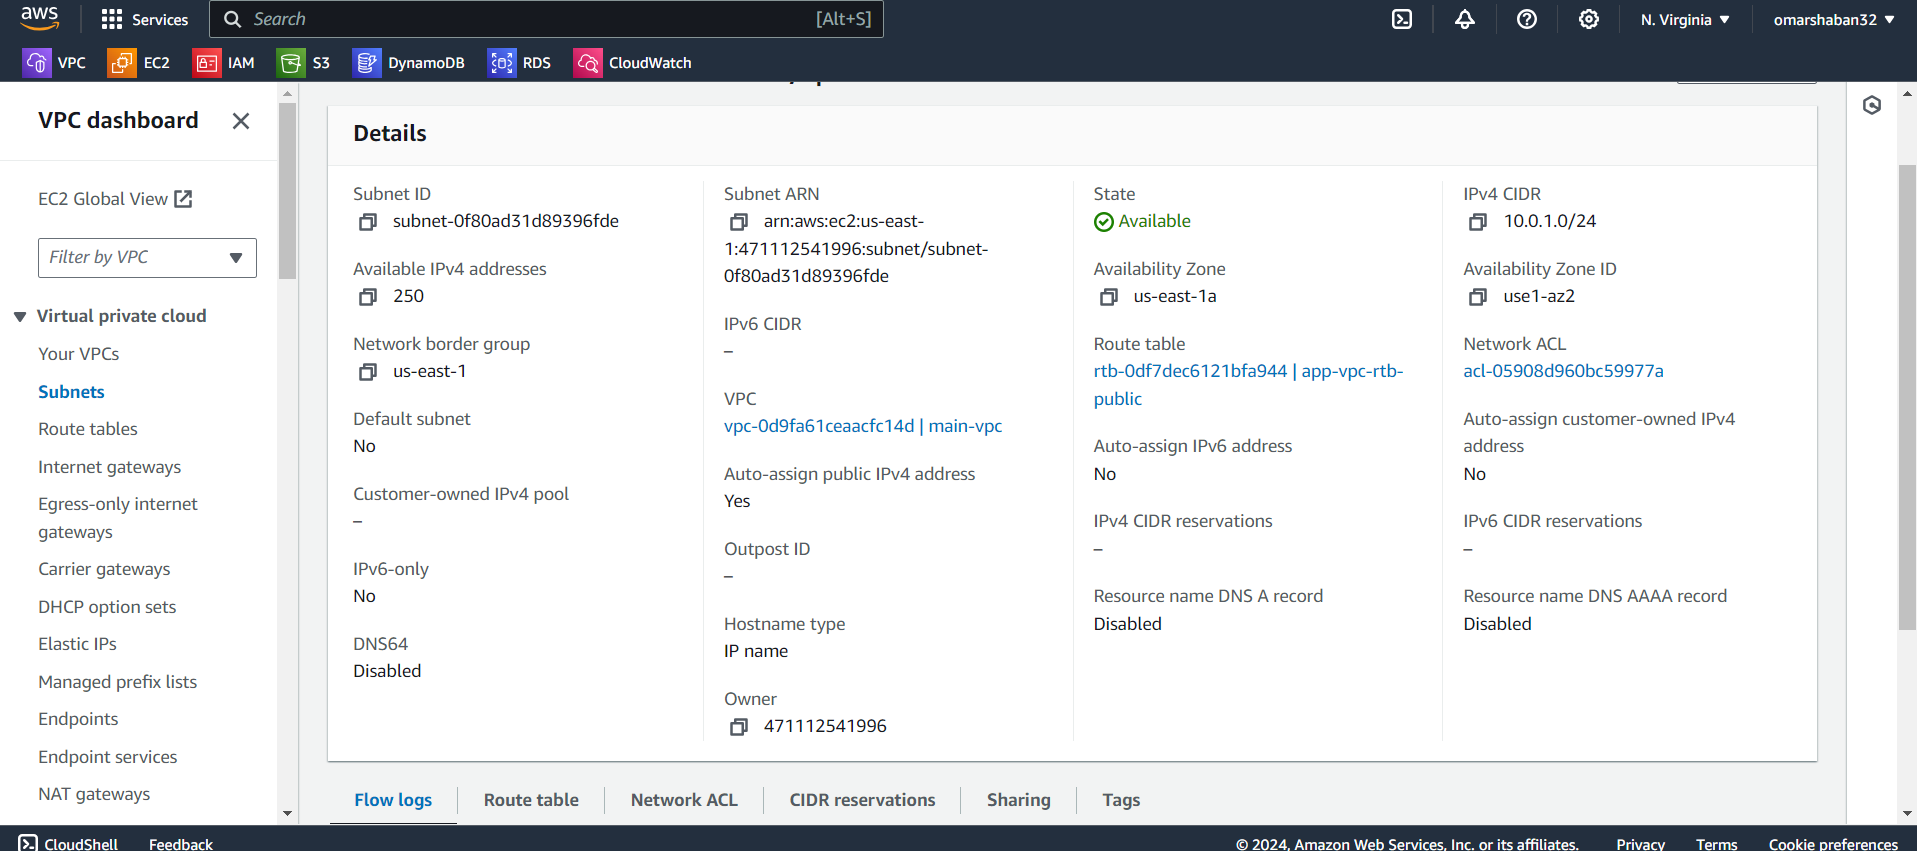 aws
Services
Search [Alt+S]
N. Virginia
omarshaban32
VPC
EC2
IAM
S3
DynamoDB
RDS
CloudWatch
VPC dashboard
EC2 Global View
Filter by VPC
Virtual private cloud
Your VPCs
Subnets
Route tables
Internet gateways
Egress-only internet
gateways
Carrier gateways
DHCP option sets
Elastic IPs
Managed prefix lists
Endpoints
Endpoint services
NAT gateways
Details
Subnet ID
subnet-0f80ad31d89396fde
Available IPv4 addresses
250
Network border group
us-east-1
Default subnet
No
Customer-owned IPv4 pool
–
IPv6-only
No
DNS64
Disabled
Subnet ARN
arn:aws:ec2:us-east-
1:471112541996:subnet/subnet-
0f80ad31d89396fde
IPv6 CIDR
–
VPC
vpc-0d9fa61ceaacfc14d | main-vpc
Auto-assign public IPv4 address
Yes
Outpost ID
–
Hostname type
IP name
Owner
471112541996
State
Available
Availability Zone
us-east-1a
Route table
rtb-0df7dec6121bfa944 | app-vpc-rtb-
public
Auto-assign IPv6 address
No
IPv4 CIDR reservations
–
Resource name DNS A record
Disabled
IPv4 CIDR
10.0.1.0/24
Availability Zone ID
use1-az2
Network ACL
acl-05908d960bc59977a
Auto-assign customer-owned IPv4
address
No
IPv6 CIDR reservations
–
Resource name DNS AAAA record
Disabled
Flow logs
Route table
Network ACL
CIDR reservations
Sharing
Tags
CloudShell
Feedback
© 2024, Amazon Web Services, Inc. or its affiliates.
Privacy
Terms
Cookie preferences